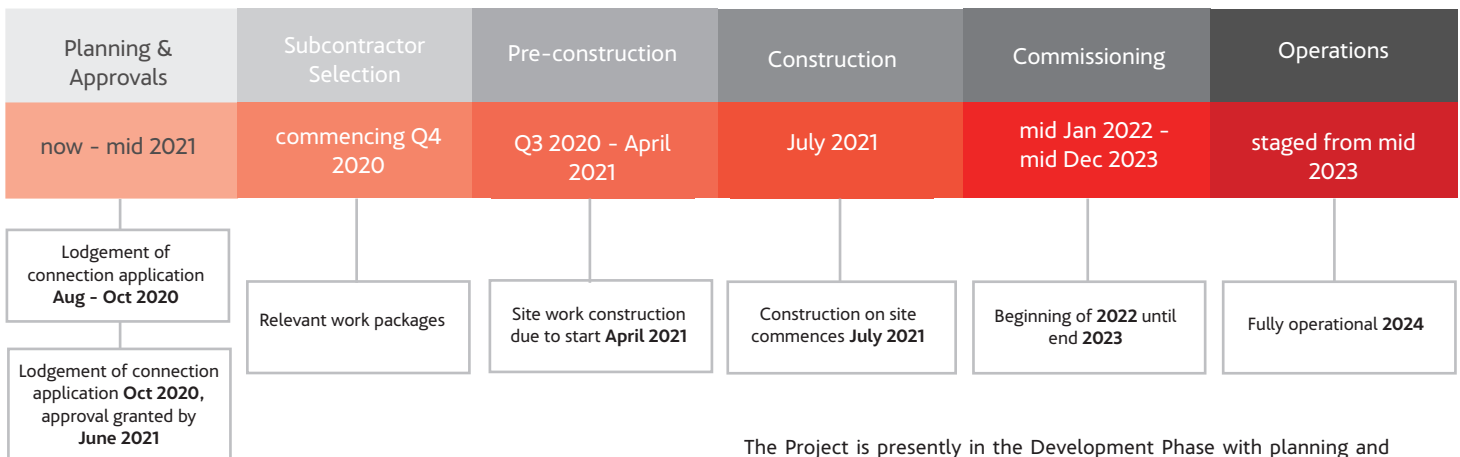 Planning &
Approvals
Subcontractor
Selection
Pre-construction
Construction
Commissioning
Operations
now - mid 2021
commencing Q4
2020
Q3 2020 - April
2021
July 2021
mid Jan 2022 -
mid Dec 2023
staged from mid
2023
Lodgement of
connection application
Aug - Oct 2020
Lodgement of connection
application Oct 2020,
approval granted by
June 2021
Relevant work packages
Site work construction
due to start April 2021
Construction on site
commences July 2021
Beginning of 2022 until
end 2023
Fully operational 2024
The Project is presently in the Development Phase with planning and